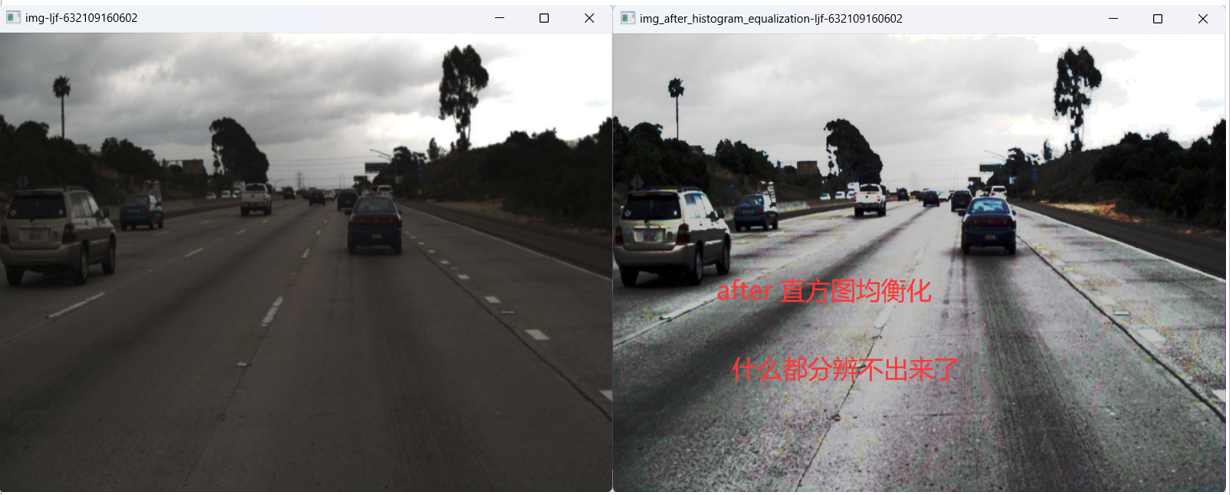 img-ljf-632109160602
img_after_histogram_equalization-ljf-632109160602
after 直方图均衡化
什么都分辨不出来了